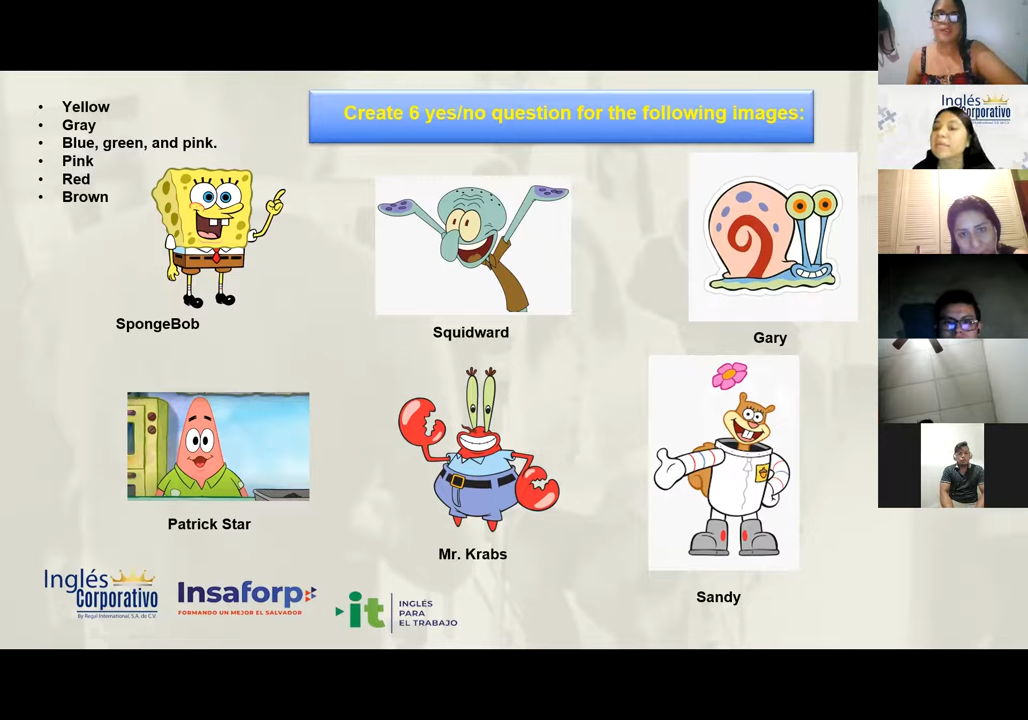 Create 6 yes/no question for the following images:
• Yellow
• Gray
• Blue, green, and pink.
• Pink
• Red
• Brown
SpongeBob
Squidward
Gary
Patrick Star
Mr. Krabs
Sandy
Inglés
Corporativo
By Regal International, S.A. de C.V.
Insaforp
FORMANDO UN MEJOR EL SALVADOR
it
INGLÉS
PARA
EL TRABAJO
Inglés
Corporativo